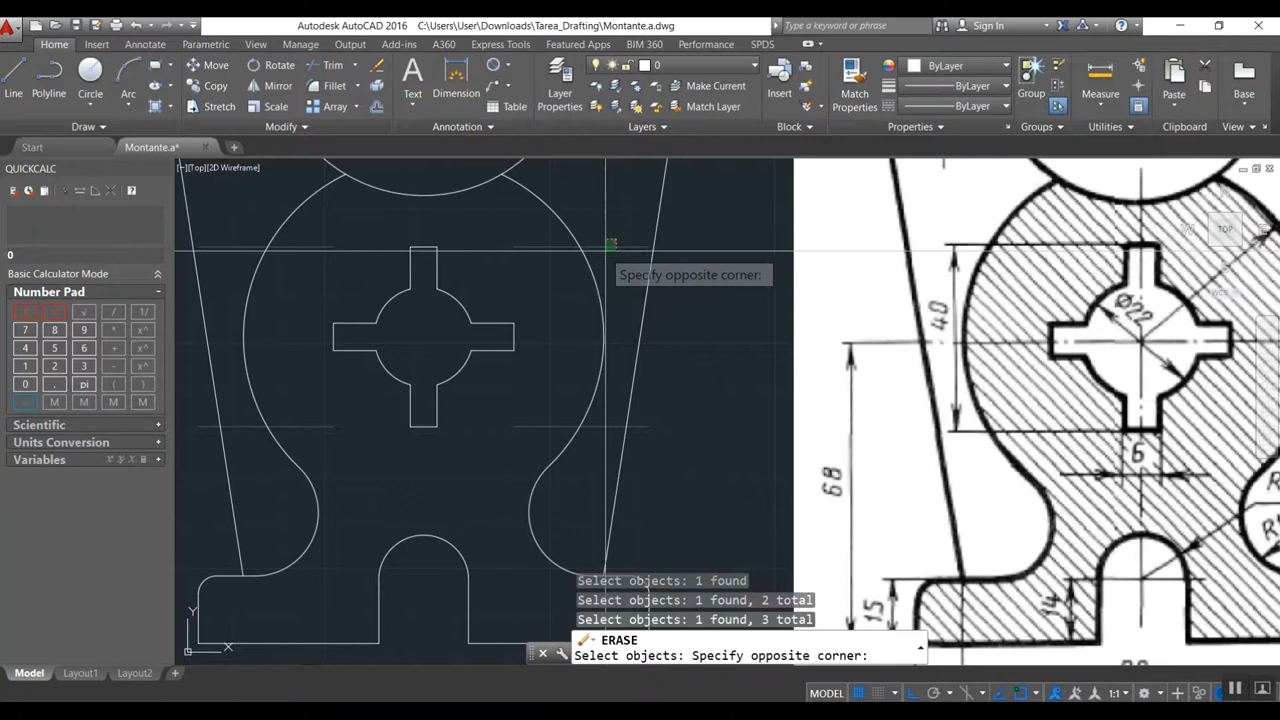 Autodesk AutoCAD 2016 C:\Users\User\Downloads\Tarea_Drafting\Montante.a.dwg
Type a keyword or phrase
Sign In
Home Insert Annotate Parametric View Manage Output Add-ins A360 Express Tools Featured Apps BIM 360 Performance SPDS
Line Polyline Circle Arc
Move Rotate Trim
Copy Mirror Fillet
Stretch Scale Array
Text Dimension Table
Layer Properties
0
Make Current
Match Layer
Insert
Match Properties
ByLayer
ByLayer
ByLayer
Group Measure Paste Base
Draw Modify Annotation Layers Block Properties Groups Utilities Clipboard View
Start Montante.a*
QUICKCALC
[−][Top][2D Wireframe]
0
Basic Calculator Mode
Number Pad
7 8 9 * x^
4 5 6 + x^
1 2 3 - x^
0 . pi ( )
M M M M
Scientific
Units Conversion
Variables
Specify opposite corner:
W TOP
WCS
40
Ø22
6
68
R
R
15
14
Y
X
Select objects: 1 found
Select objects: 1 found, 2 total
Select objects: 1 found, 3 total
ERASE
Select objects: Specify opposite corner:
Model Layout1 Layout2
MODEL 1:1